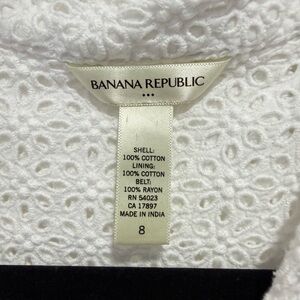 BANANA REPUBLIC
SHELL:
100% COTTON
LINING:
100% COTTON
BELT:
100% RAYON
RN 54023
CA 17897
MADE IN INDIA
8